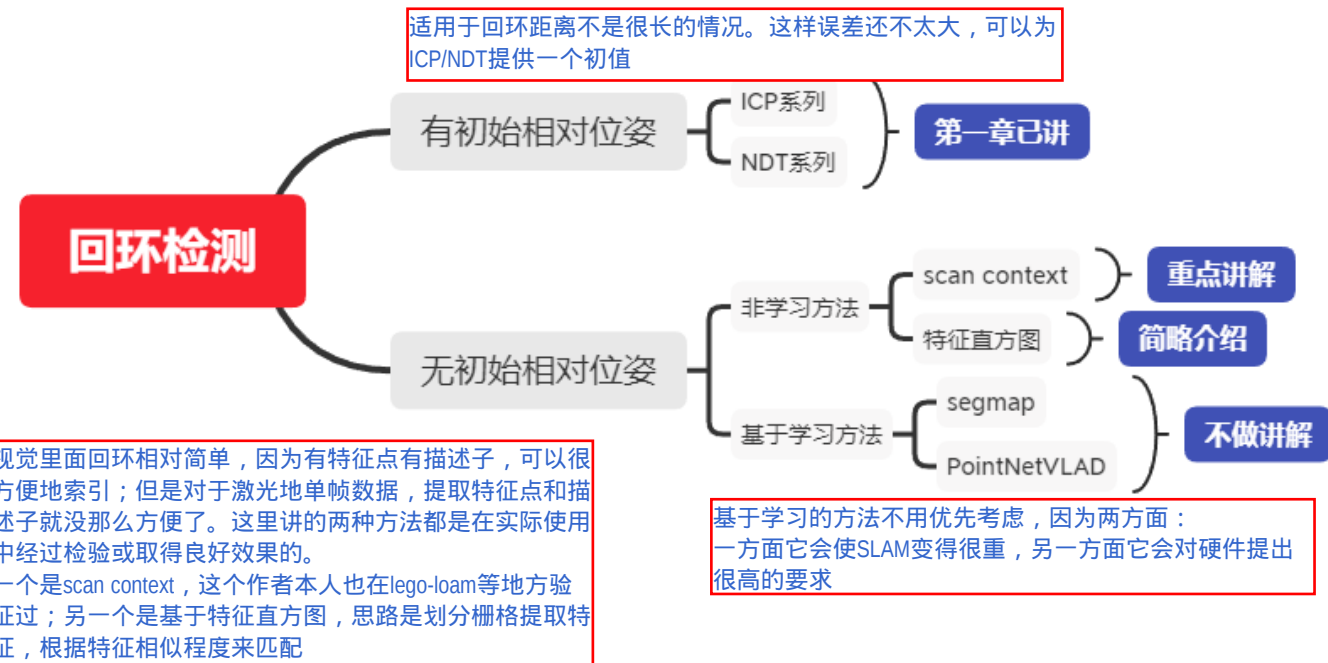 适用于回环距离不是很长的情况。这样误差还不太大，可以为
ICP/NDT提供一个初值
回环检测
有初始相对位姿
ICP系列
NDT系列
第一章已讲
无初始相对位姿
非学习方法
scan context
重点讲解
特征直方图
简略介绍
基于学习方法
segmap
PointNetVLAD
不做讲解
视觉里面回环相对简单，因为有特征点有描述子，可以很
方便地索引；但是对于激光地单帧数据，提取特征点和描
述子就没那么方便了。这里讲的两种方法都是在实际使用
中经过检验或取得良好效果的。
一个是scan context，这个作者本人也在lego-loam等地方验
证过；另一个是基于特征直方图，思路是划分栅格提取特
征，根据特征相似程度来匹配
基于学习的方法不用优先考虑，因为两方面：
一方面它会使SLAM变得很重，另一方面它会对硬件提出
很高的要求